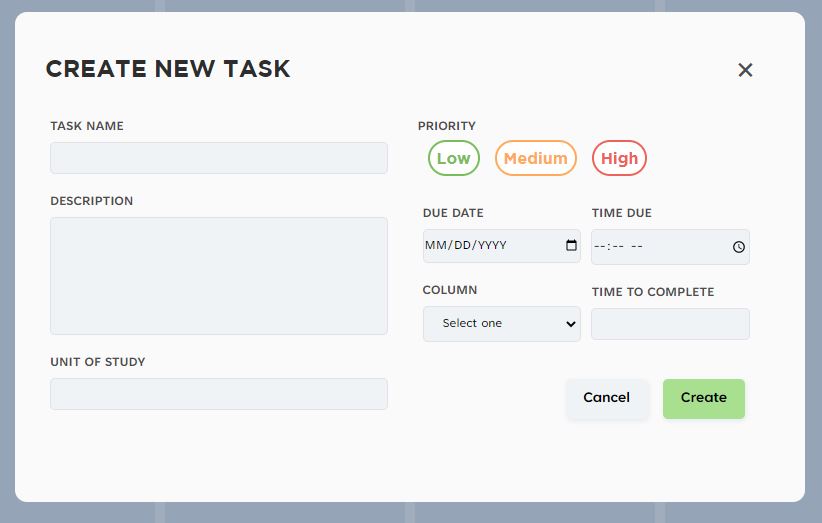 CREATE NEW TASK
TASK NAME
DESCRIPTION
UNIT OF STUDY
PRIORITY
Low Medium High
DUE DATE TIME DUE
MM/DD/YYYY --:-- --
COLUMN TIME TO COMPLETE
Select one
Cancel Create